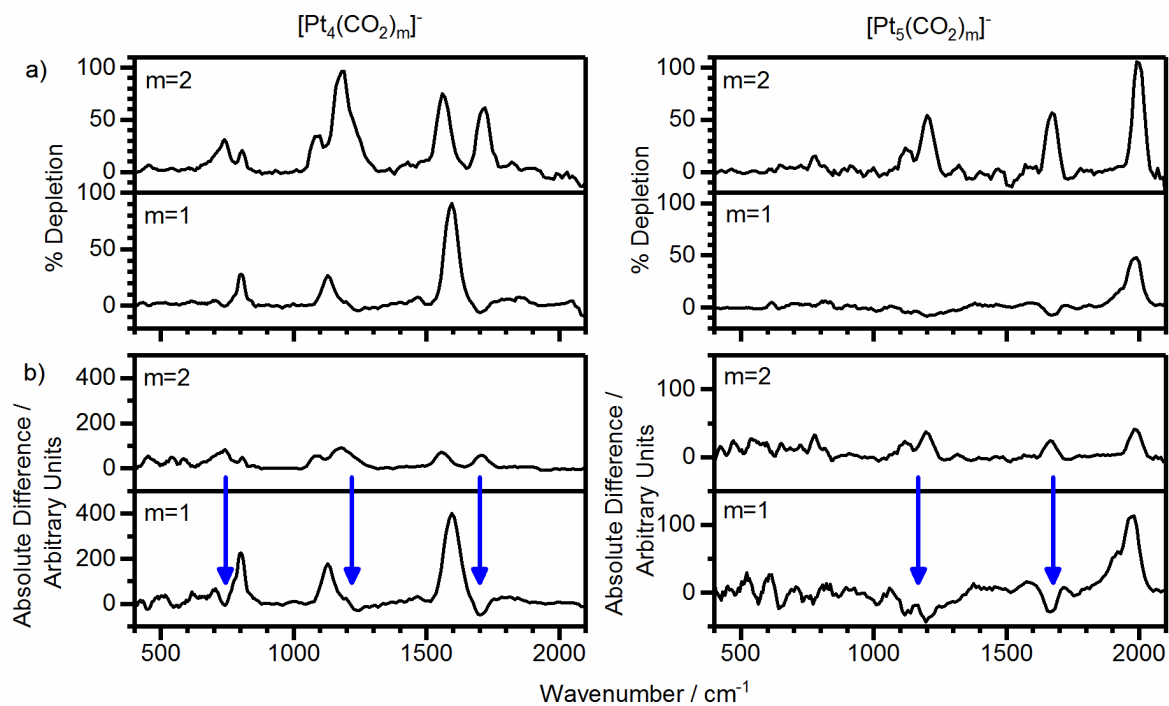 [Pt₄(CO₂)ₘ]⁻
[Pt₅(CO₂)ₘ]⁻
a)
% Depletion
100
50
0
m=2
100
50
0
m=1
% Depletion
100
50
0
m=2
100
50
0
m=1
b)
Absolute Difference /
Arbitrary Units
400
200
0
m=2
400
200
0
m=1
500
1000
1500
2000
Absolute Difference /
Arbitrary Units
100
0
m=2
100
0
m=1
500
1000
1500
2000
Wavenumber / cm⁻¹